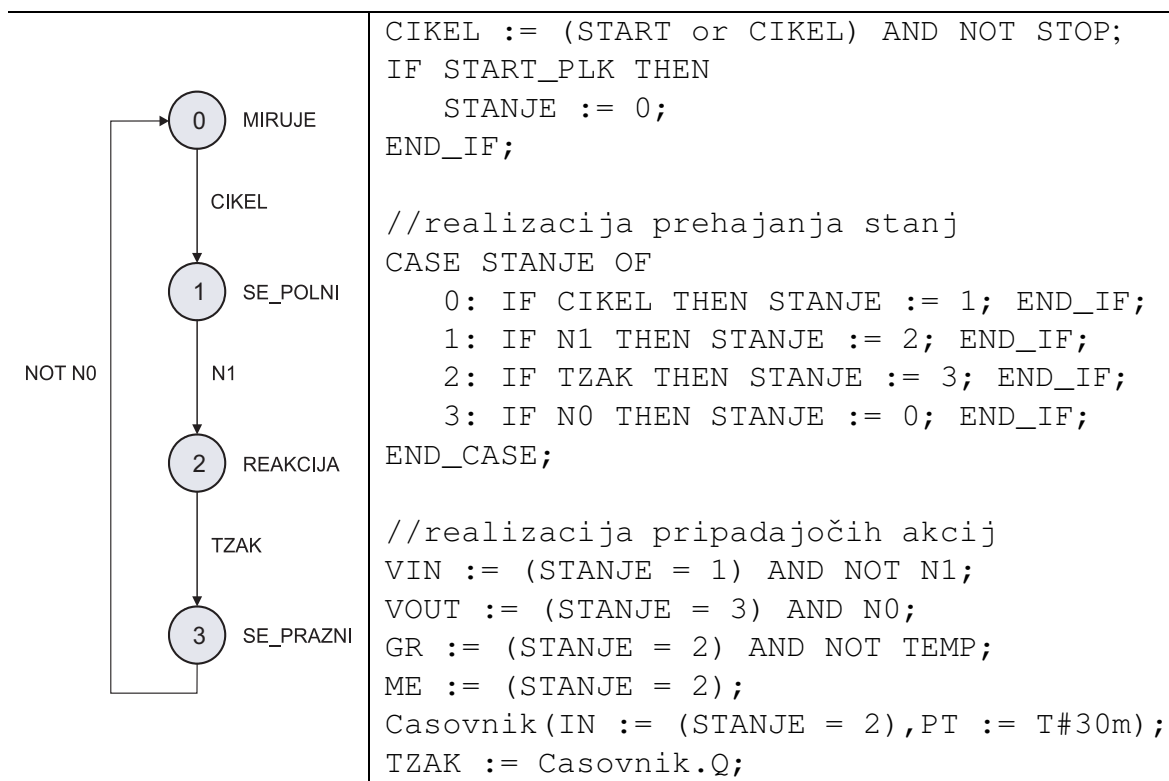 0 MIRUJE
CIKEL
1 SE_POLNI
NOT N0
N1
2 REAKCIJA
TZAK
3 SE_PRAZNI
CIKEL := (START or CIKEL) AND NOT STOP;
IF START_PLK THEN
STANJE := 0;
END_IF;
//realizacija prehajanja stanj
CASE STANJE OF
0: IF CIKEL THEN STANJE := 1; END_IF;
1: IF N1 THEN STANJE := 2; END_IF;
2: IF TZAK THEN STANJE := 3; END_IF;
3: IF N0 THEN STANJE := 0; END_IF;
END_CASE;
//realizacija pripadajočih akcij
VIN := (STANJE = 1) AND NOT N1;
VOUT := (STANJE = 3) AND N0;
GR := (STANJE = 2) AND NOT TEMP;
ME := (STANJE = 2);
Casovnik(IN := (STANJE = 2),PT := T#30m);
TZAK := Casovnik.Q;